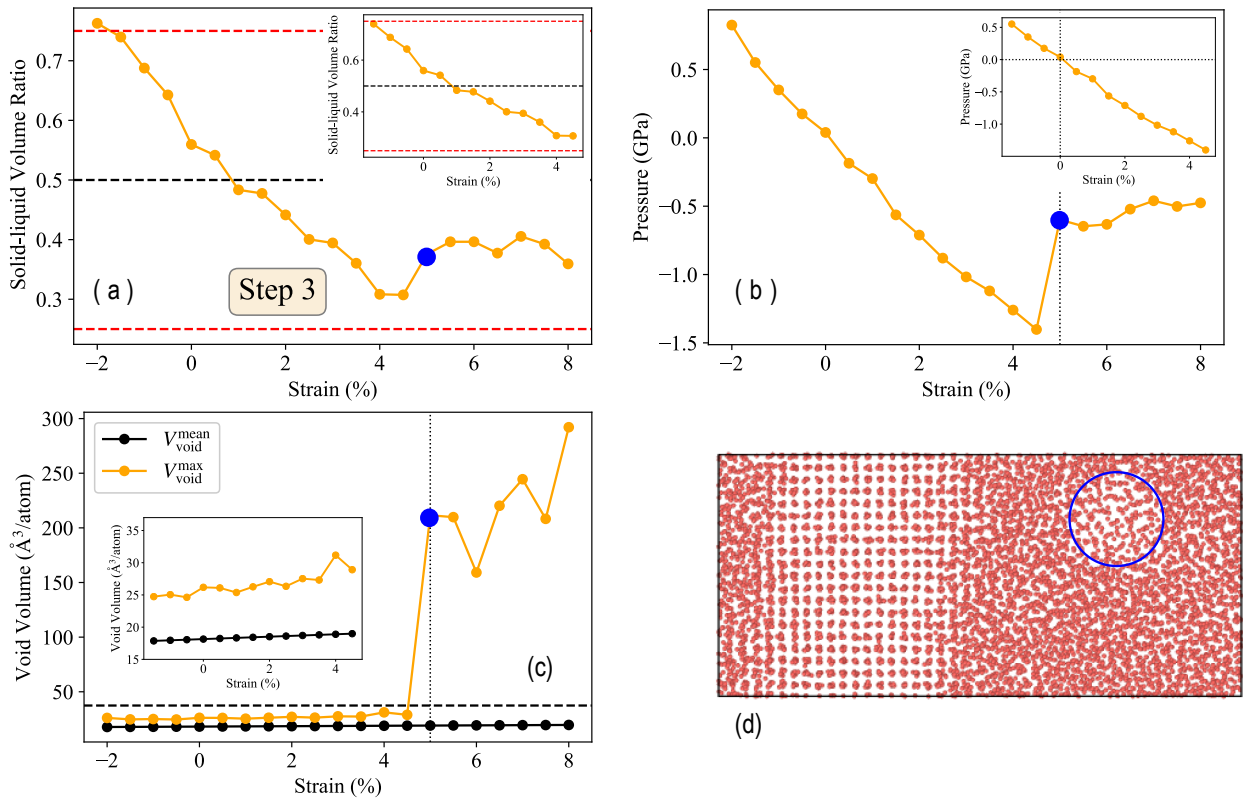 Solid-liquid Volume Ratio
0.7
0.6
0.5
0.4
0.3
−2
0
2
4
6
8
Strain (%)
( a )
Step 3
Solid-liquid Volume Ratio
0.6
0.4
0
2
4
Strain (%)
Pressure (GPa)
0.5
0.0
−0.5
−1.0
−1.5
−2
0
2
4
6
8
Strain (%)
( b )
Pressure (GPa)
0.5
0.0
−0.5
−1.0
0
2
4
Strain (%)
Void Volume (Å³/atom)
300
250
200
150
100
50
−2
0
2
4
6
8
Strain (%)
V^mean_void
V^max_void
Void Volume (Å³/atom)
35
30
25
20
15
0
2
4
Strain (%)
(c)
(d)